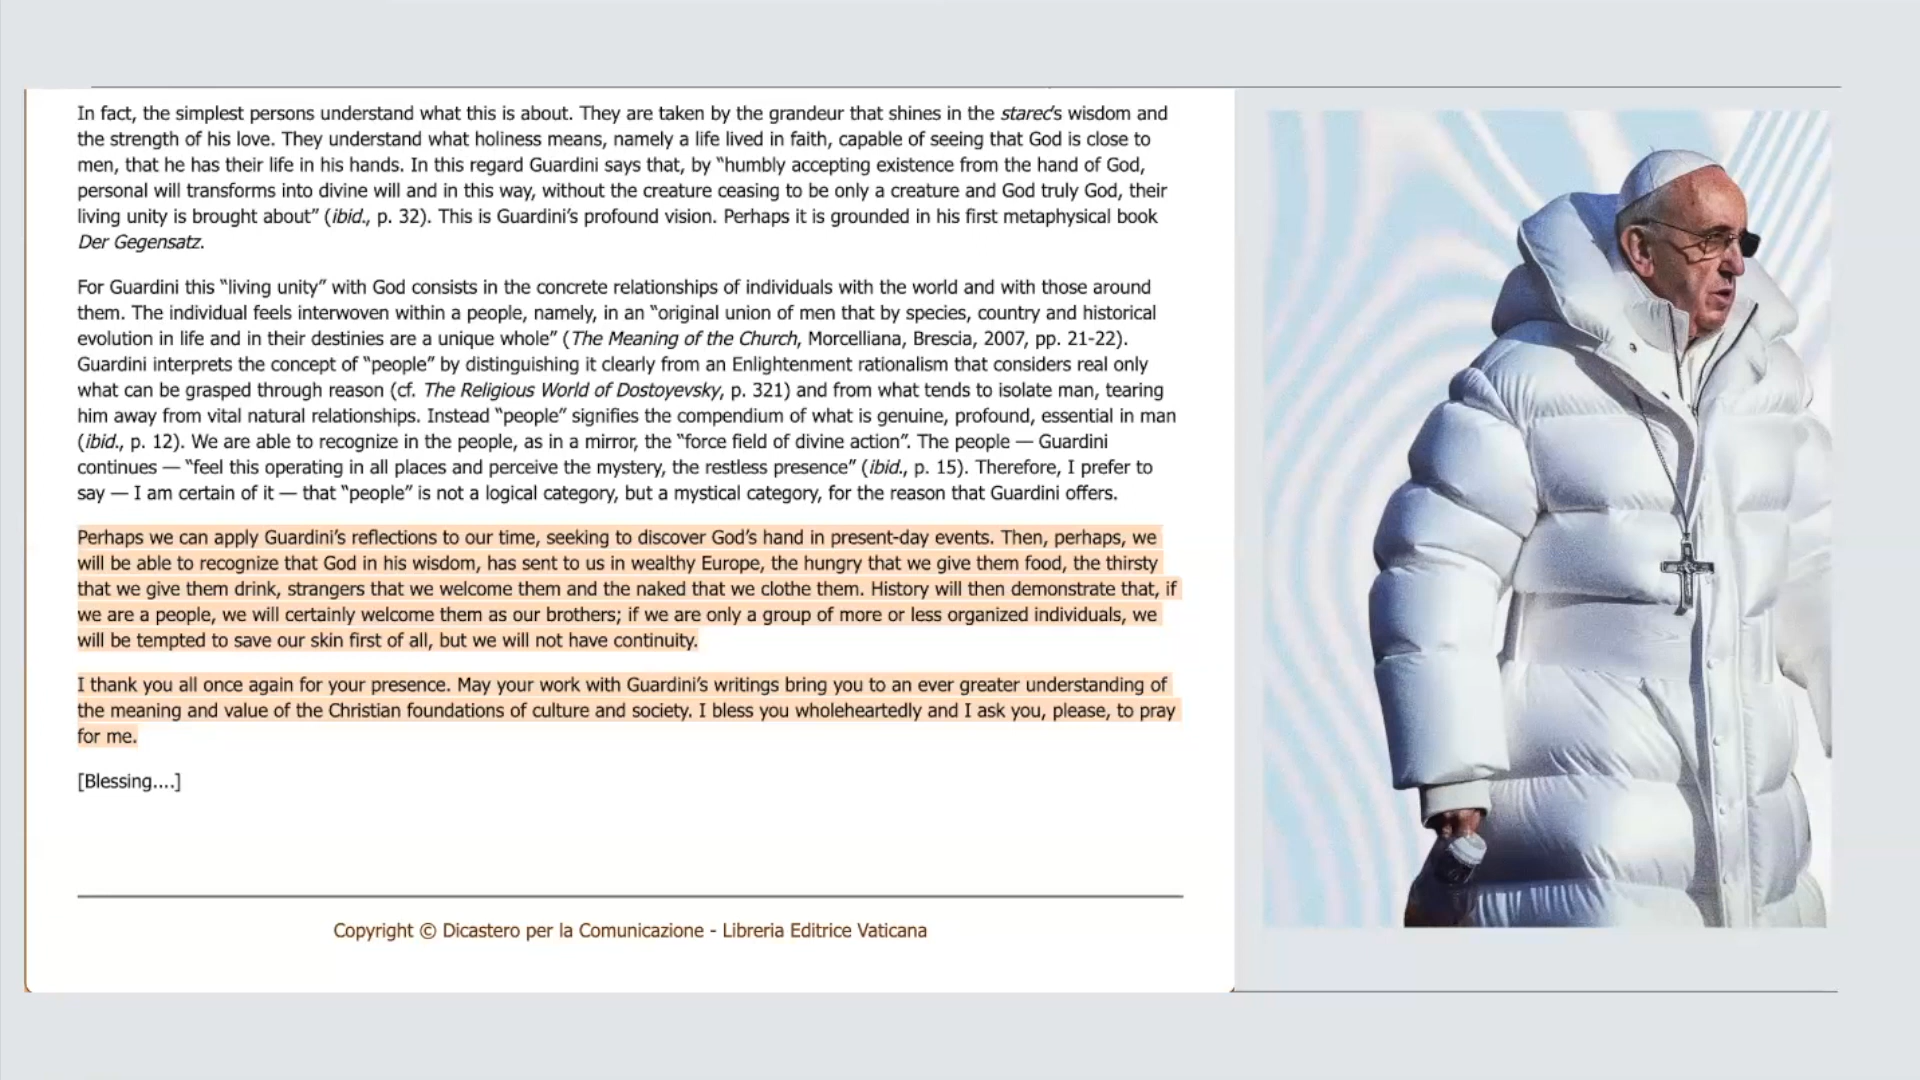 In fact, the simplest persons understand what this is about. They are taken by the grandeur that shines in the starec's wisdom and
the strength of his love. They understand what holiness means, namely a life lived in faith, capable of seeing that God is close to
men, that he has their life in his hands. In this regard Guardini says that, by “humbly accepting existence from the hand of God,
personal will transforms into divine will and in this way, without the creature ceasing to be only a creature and God truly God, their
living unity is brought about” (ibid., p. 32). This is Guardini’s profound vision. Perhaps it is grounded in his first metaphysical book
Der Gegensatz.
For Guardini this “living unity” with God consists in the concrete relationships of individuals with the world and with those around
them. The individual feels interwoven within a people, namely, in an “original union of men that by species, country and historical
evolution in life and in their destinies are a unique whole” (The Meaning of the Church, Morcelliana, Brescia, 2007, pp. 21-22).
Guardini interprets the concept of “people” by distinguishing it clearly from an Enlightenment rationalism that considers real only
what can be grasped through reason (cf. The Religious World of Dostoyevsky, p. 321) and from what tends to isolate man, tearing
him away from vital natural relationships. Instead “people” signifies the compendium of what is genuine, profound, essential in man
(ibid., p. 12). We are able to recognize in the people, as in a mirror, the “force field of divine action”. The people — Guardini
continues — “feel this operating in all places and perceive the mystery, the restless presence” (ibid., p. 15). Therefore, I prefer to
say — I am certain of it — that “people” is not a logical category, but a mystical category, for the reason that Guardini offers.
Perhaps we can apply Guardini’s reflections to our time, seeking to discover God’s hand in present-day events. Then, perhaps, we
will be able to recognize that God in his wisdom, has sent to us in wealthy Europe, the hungry that we give them food, the thirsty
that we give them drink, strangers that we welcome them and the naked that we clothe them. History will then demonstrate that, if
we are a people, we will certainly welcome them as our brothers; if we are only a group of more or less organized individuals, we
will be tempted to save our skin first of all, but we will not have continuity.
I thank you all once again for your presence. May your work with Guardini’s writings bring you to an ever greater understanding of
the meaning and value of the Christian foundations of culture and society. I bless you wholeheartedly and I ask you, please, to pray
for me.
[Blessing....]
Copyright © Dicastero per la Comunicazione - Libreria Editrice Vaticana